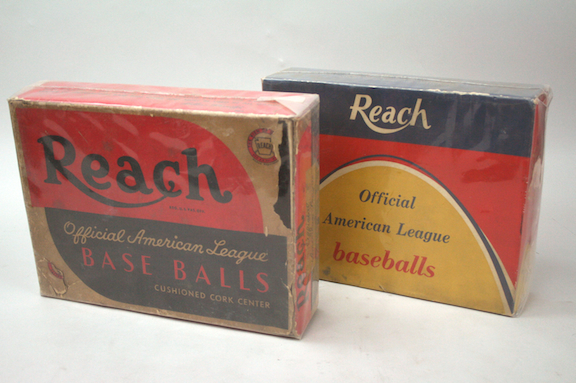 Reach
Official American League
BASE BALLS
CUSHIONED CORK CENTER
Reach
Official
American League
baseballs